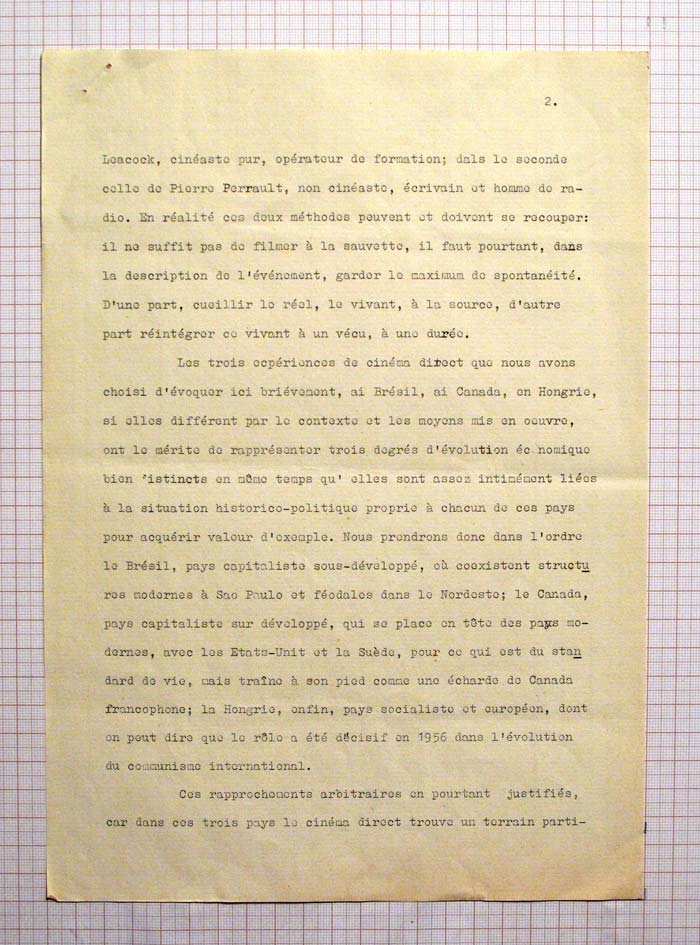 2.
Leacock, cinéaste pur, opérateur de formation; dals le seconde
celle de Pierre Perrault, non cinéaste, écrivain et homme de ra-
dio. En réalité ces deux méthodes peuvent et doivent se recouper:
il ne suffit pas de filmer à la sauvette, il faut pourtant, dans
la description de l'événement, garder le maximum de spontanéité.
D'une part, cueillir le réel, le vivant, à la source, d'autre
part réintégrer ce vivant à un vécu, à une durée.
Les trois ecpériences de cinéma direct que nous avons
choisi d'évoquer ici briévement, ai Brésil, ai Canada, en Hongrie,
si elles différent par le contexte et les moyens mis en oeuvre,
ont le mérite de rapprésenter trois degrés d'évolution éc nomique
bien 'istincts en même temps qu' elles sont assez intimément liées
à la situation historico-politique proprie à chacun de ces pays
pour acquérir valeur d'exemple. Nous prendrons donc dans l'ordre
le Brésil, pays capitaliste sous-développé, où coexistent structu
res modernes à Sao Paulo et féodales dans le Nordeste; le Canada,
pays capitaliste sur développé, qui se place en tête des pays mo-
dernes, avec les Etats-Unit et la Suède, pour ce qui est du stan
dard de vie, mais traîne à son pied comme une écharde de Canada
francophone; la Hongrie, enfin, pays socialiste et européen, dont
on peut dire que le rôle a été décisif en 1956 dans l'évolution
du communisme international.
Ces rapprochements arbitraires en pourtant justifiés,
car dans ces trois pays le cinéma direct trouve un terrain parti-